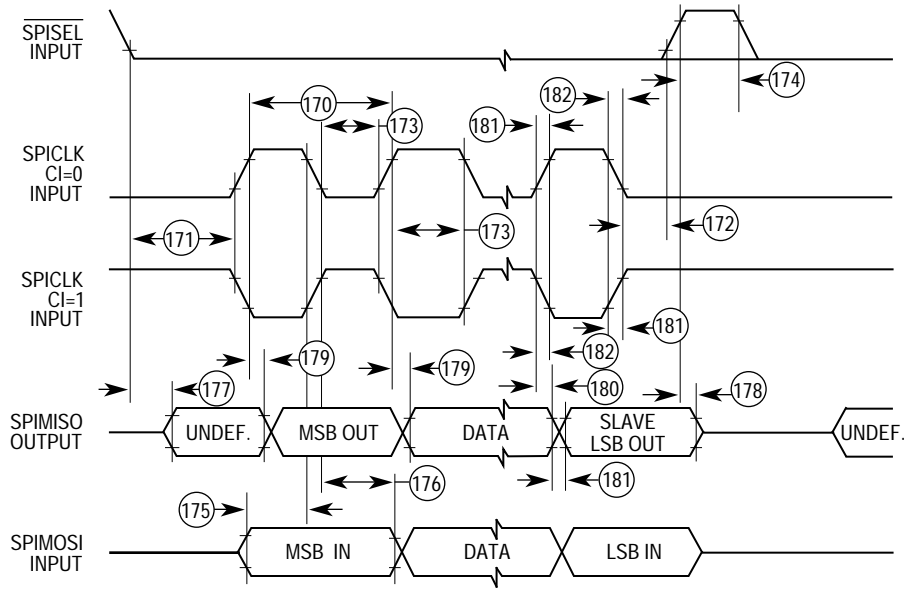 SPISEL
INPUT
174
182
170
173
181
SPICLK
CI=0
INPUT
172
171
173
SPICLK
CI=1
INPUT
181
179
182
179
177
180
178
SPIMISO
OUTPUT
UNDEF.
MSB OUT
DATA
SLAVE
LSB OUT
UNDEF.
176
181
175
SPIMOSI
INPUT
MSB IN
DATA
LSB IN